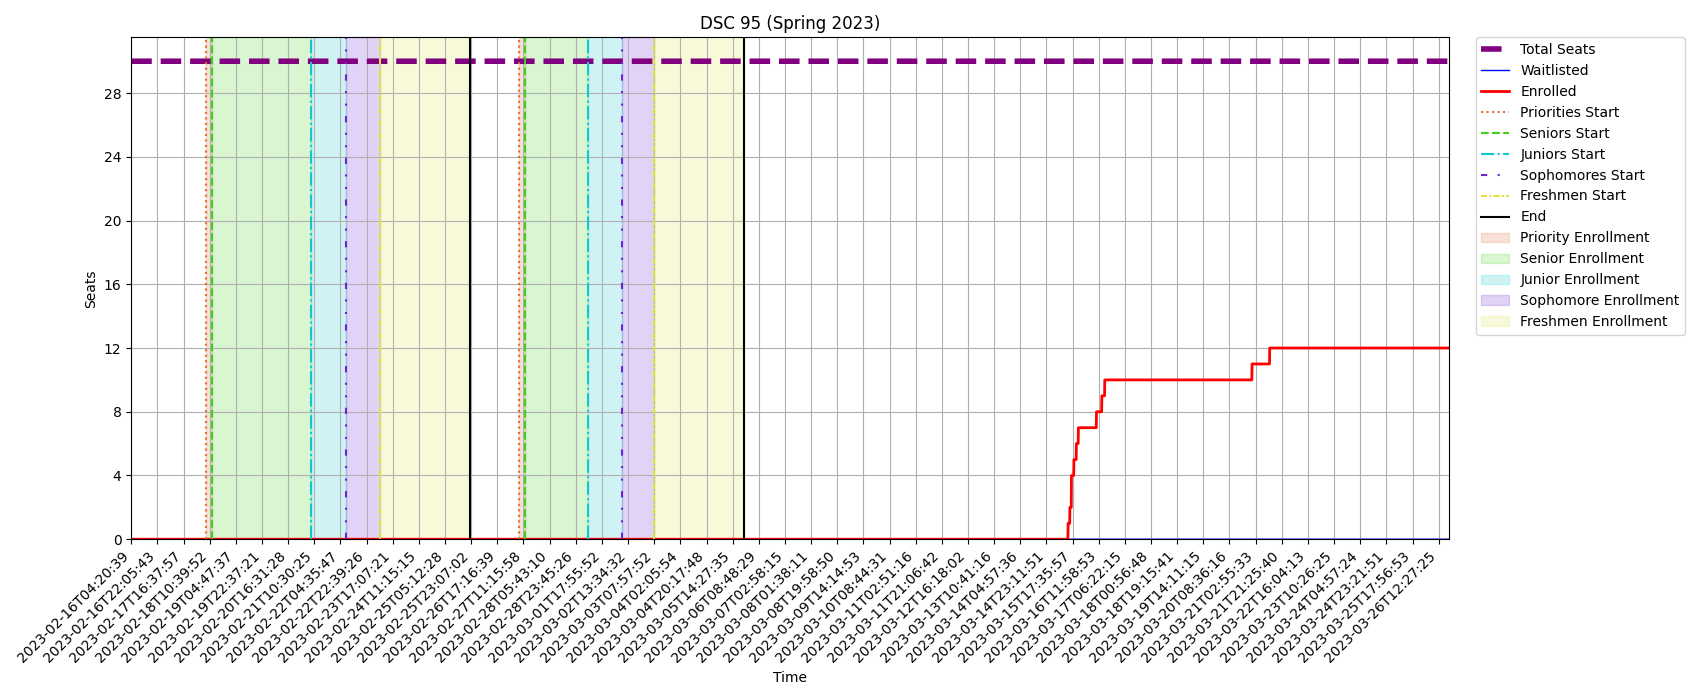 DSC 95 (Spring 2023)
Seats
28
24
20
16
12
8
4
0
2023-02-16T04:20:39
2023-02-16T22:05:43
2023-02-17T16:37:57
2023-02-18T10:39:52
2023-02-19T04:47:37
2023-02-19T22:37:21
2023-02-20T16:31:28
2023-02-21T10:30:25
2023-02-22T04:35:47
2023-02-22T22:39:26
2023-02-23T17:07:21
2023-02-24T11:15:15
2023-02-25T05:12:28
2023-02-25T23:07:02
2023-02-26T17:16:39
2023-02-27T11:15:58
2023-02-28T05:43:10
2023-02-28T23:45:26
2023-03-01T17:55:52
2023-03-02T13:34:32
2023-03-03T07:57:52
2023-03-04T02:05:54
2023-03-04T20:17:48
2023-03-05T14:27:35
2023-03-06T08:48:29
2023-03-07T02:58:15
2023-03-08T01:38:11
2023-03-08T19:58:50
2023-03-09T14:14:53
2023-03-10T08:44:31
2023-03-11T02:51:16
2023-03-11T21:06:42
2023-03-12T16:18:02
2023-03-13T10:41:16
2023-03-14T04:57:36
2023-03-14T23:11:51
2023-03-15T17:35:57
2023-03-16T11:58:53
2023-03-17T06:22:15
2023-03-18T00:56:48
2023-03-18T19:15:41
2023-03-19T14:11:15
2023-03-20T08:36:16
2023-03-21T02:55:33
2023-03-21T21:25:40
2023-03-22T16:04:13
2023-03-23T10:26:25
2023-03-24T04:57:24
2023-03-24T23:21:51
2023-03-25T17:56:53
2023-03-26T12:27:25
Time
Total Seats
Waitlisted
Enrolled
Priorities Start
Seniors Start
Juniors Start
Sophomores Start
Freshmen Start
End
Priority Enrollment
Senior Enrollment
Junior Enrollment
Sophomore Enrollment
Freshmen Enrollment